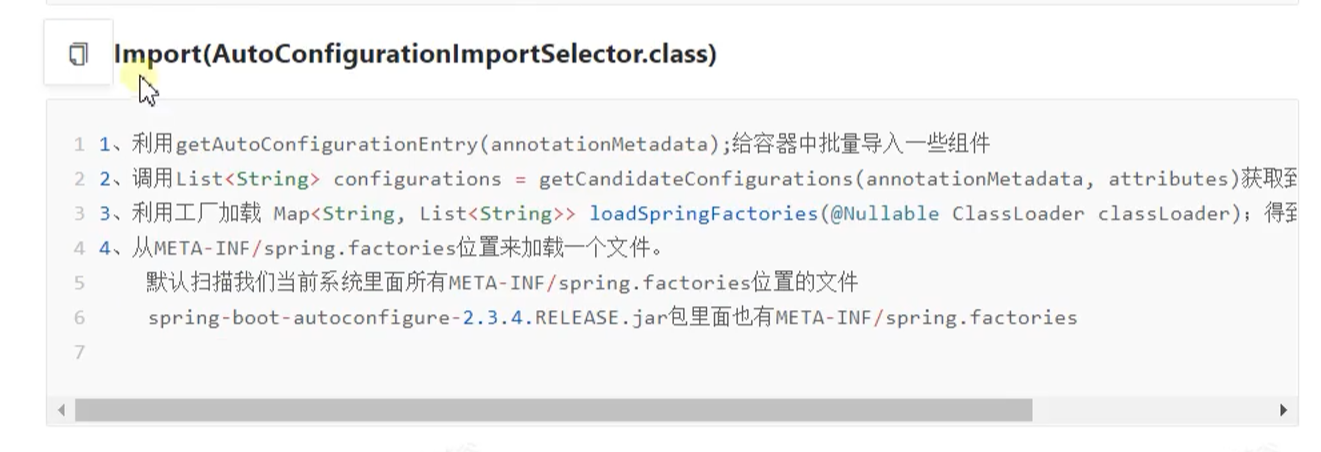 Import(AutoConfigurationImportSelector.class)
1 1、利用getAutoConfigurationEntry(annotationMetadata);给容器中批量导入一些组件
2 2、调用List<String> configurations = getCandidateConfigurations(annotationMetadata, attributes)获取到
3 3、利用工厂加载 Map<String, List<String>> loadSpringFactories(@Nullable ClassLoader classLoader);得到
4 4、从META-INF/spring.factories位置来加载一个文件。
5 默认扫描我们当前系统里面所有META-INF/spring.factories位置的文件
6 spring-boot-autoconfigure-2.3.4.RELEASE.jar包里面也有META-INF/spring.factories
7